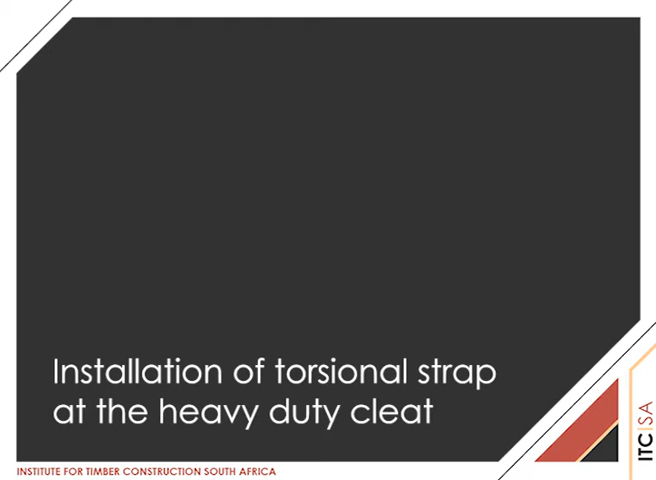 Installation of torsional strap
at the heavy duty cleat
INSTITUTE FOR TIMBER CONSTRUCTION SOUTH AFRICA
ITC|SA